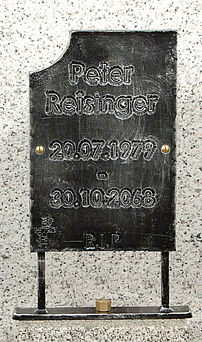 Peter
Reisinger
20.07.1979
-
30.10.2068
R.I.P.